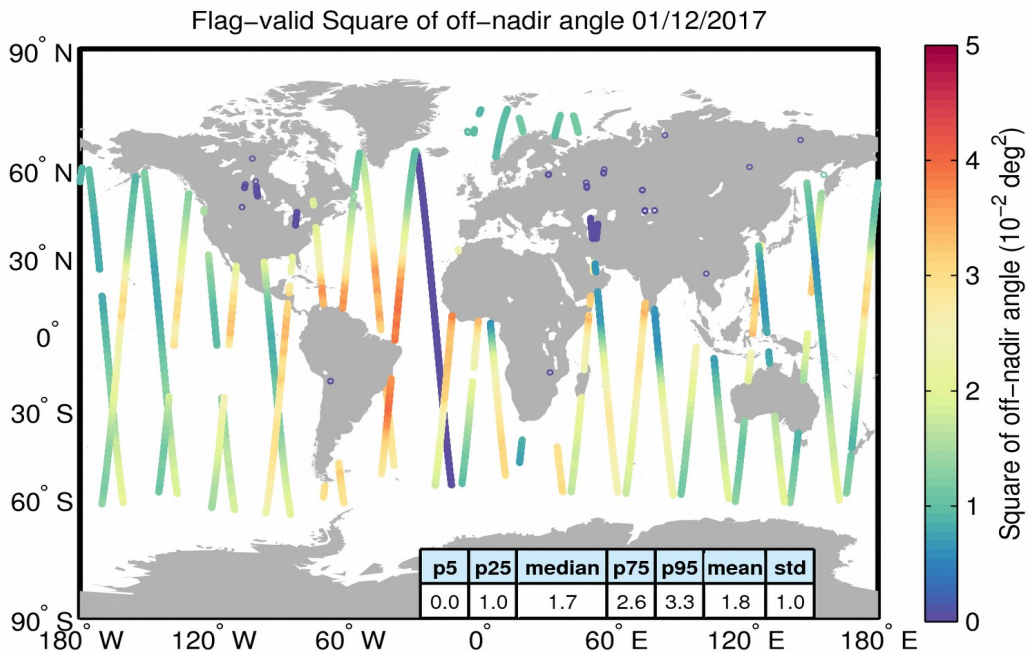 Flag−valid Square of off−nadir angle 01/12/2017
90° N
60° N
30° N
0°
30° S
60° S
90° S
180° W
120° W
60° W
0°
60° E
120° E
180° E
p5 p25 median p75 p95 mean std
0.0 1.0 1.7 2.6 3.3 1.8 1.0
5
4
3
2
1
0
Square of off−nadir angle (10⁻² deg²)